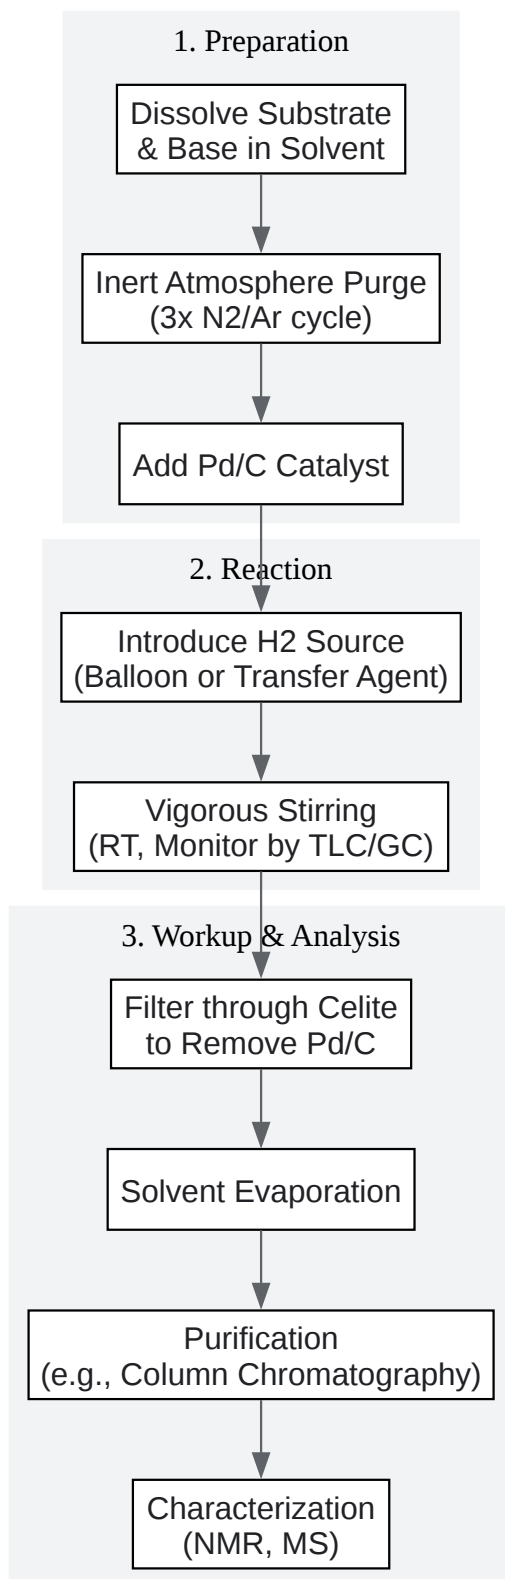 1. Preparation
Dissolve Substrate
& Base in Solvent
Inert Atmosphere Purge
(3x N2/Ar cycle)
Add Pd/C Catalyst
2. Reaction
Introduce H2 Source
(Balloon or Transfer Agent)
Vigorous Stirring
(RT, Monitor by TLC/GC)
3. Workup & Analysis
Filter through Celite
to Remove Pd/C
Solvent Evaporation
Purification
(e.g., Column Chromatography)
Characterization
(NMR, MS)